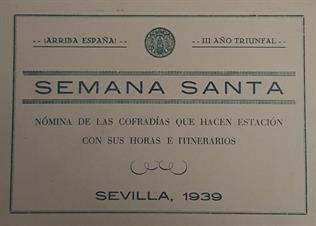 -- ¡ARRIBA ESPAÑA! -- -- III AÑO TRIUNFAL --
SEMANA SANTA
NÓMINA DE LAS COFRADÍAS QUE HACEN ESTACIÓN
CON SUS HORAS E ITINERARIOS
SEVILLA, 1939